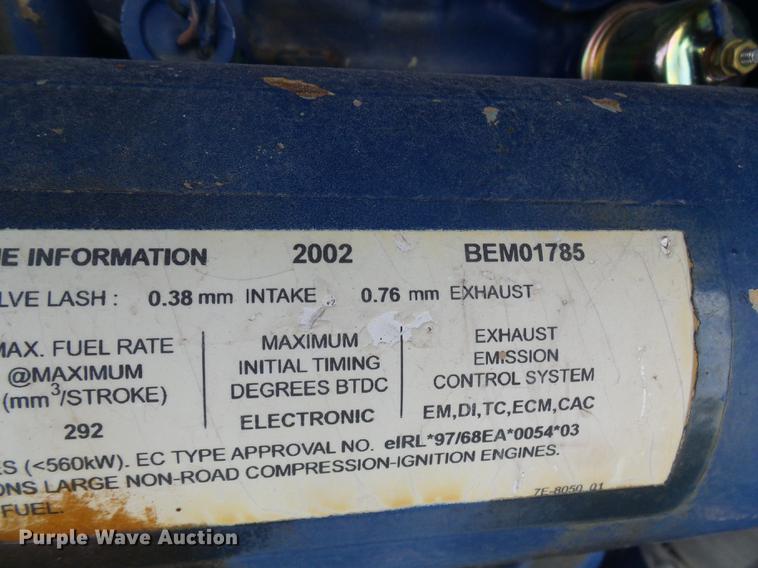 E INFORMATION 2002 BEM01785
LVE LASH : 0.38 mm INTAKE 0.76 mm EXHAUST
MAX. FUEL RATE
@MAXIMUM
(mm³/STROKE)
292
MAXIMUM
INITIAL TIMING
DEGREES BTDC
ELECTRONIC
EXHAUST
EMISSION
CONTROL SYSTEM
EM,DI,TC,ECM,CAC
ES (<560kW). EC TYPE APPROVAL NO. eIRL*97/68EA*0054*03
ONS LARGE NON-ROAD COMPRESSION-IGNITION ENGINES.
FUEL.
7E-8050 01
Purple Wave Auction